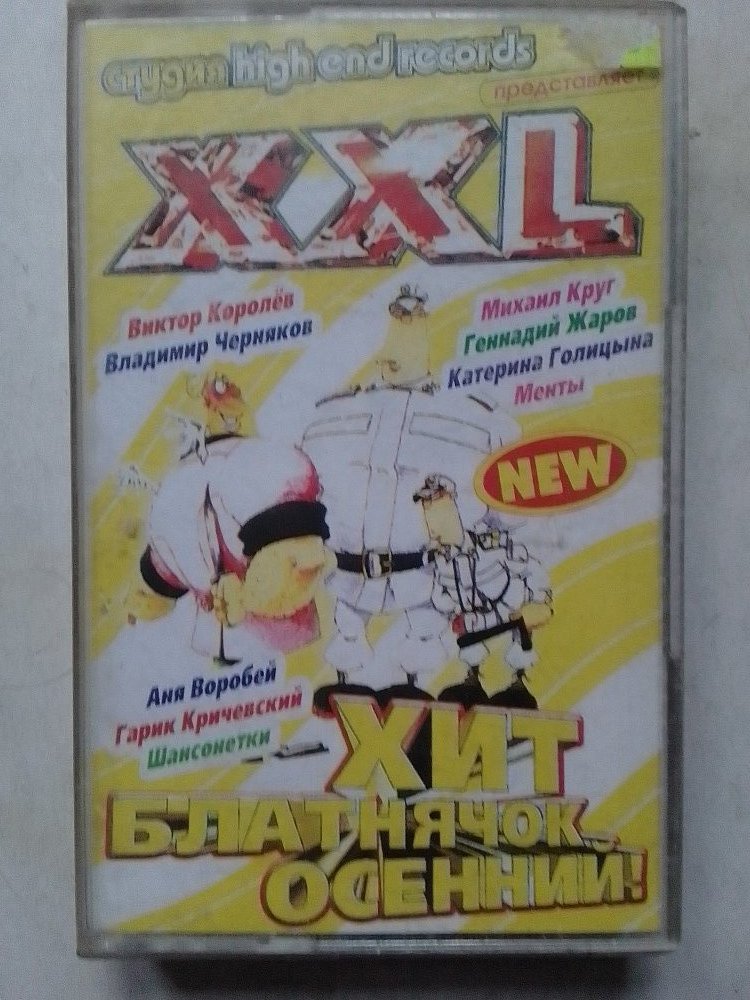 студия high end records
представляет
XXL
Виктор Королёв
Владимир Черняков
Михаил Круг
Геннадий Жаров
Катерина Голицына
Менты
NEW
Аня Воробей
Гарик Кричевский
Шансонетки
ХИТ
БЛАТНЯЧОК
ОСЕННИЙ!